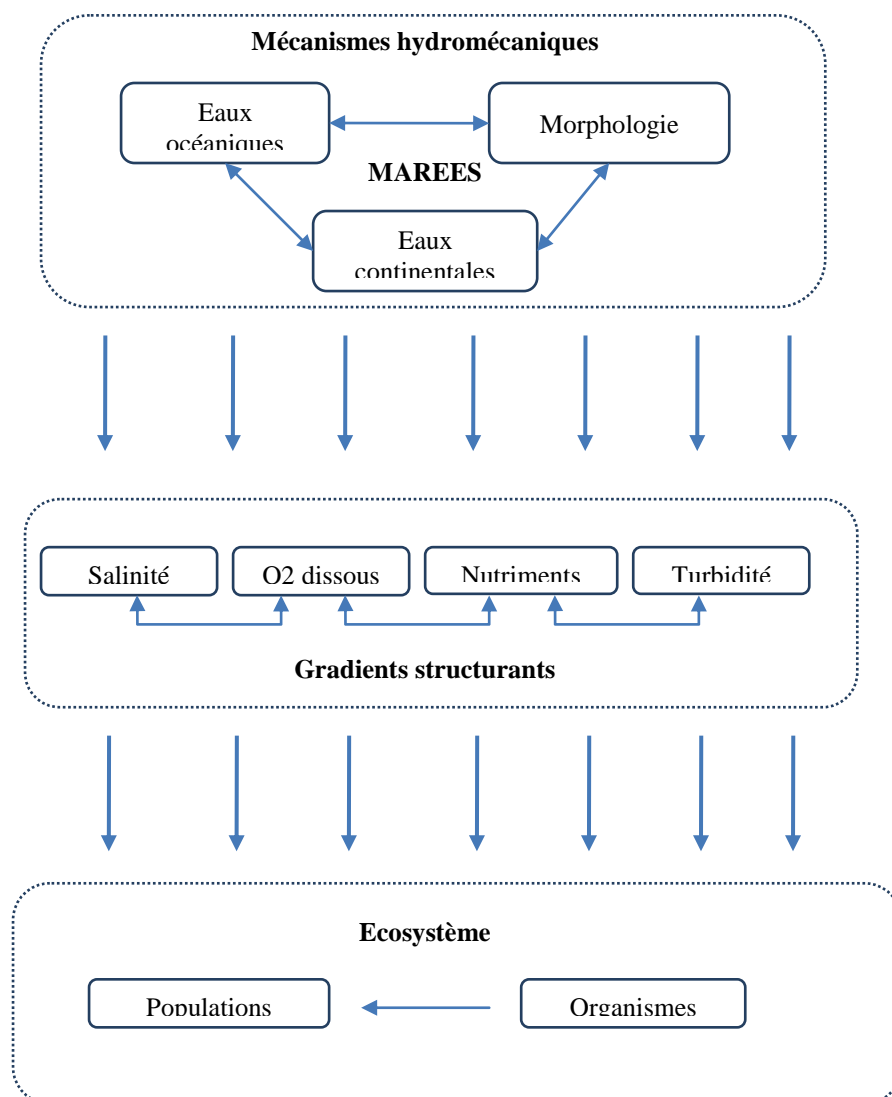 Mécanismes hydromécaniques
Eaux
océaniques
Morphologie
MAREES
Eaux
continentales
Salinité
O2 dissous
Nutriments
Turbidité
Gradients structurants
Ecosystème
Populations
Organismes